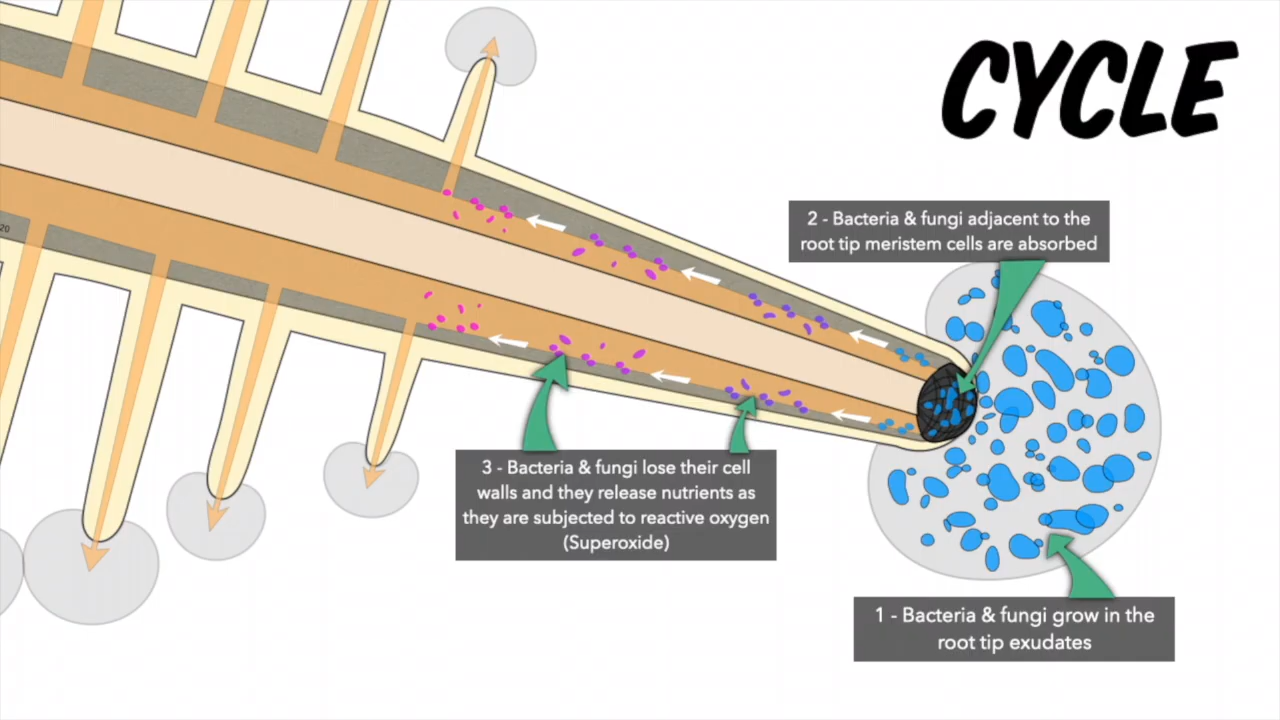 CYCLE
2 - Bacteria & fungi adjacent to the
root tip meristem cells are absorbed
20
3 - Bacteria & fungi lose their cell
walls and they release nutrients as
they are subjected to reactive oxygen
(Superoxide)
1 - Bacteria & fungi grow in the
root tip exudates